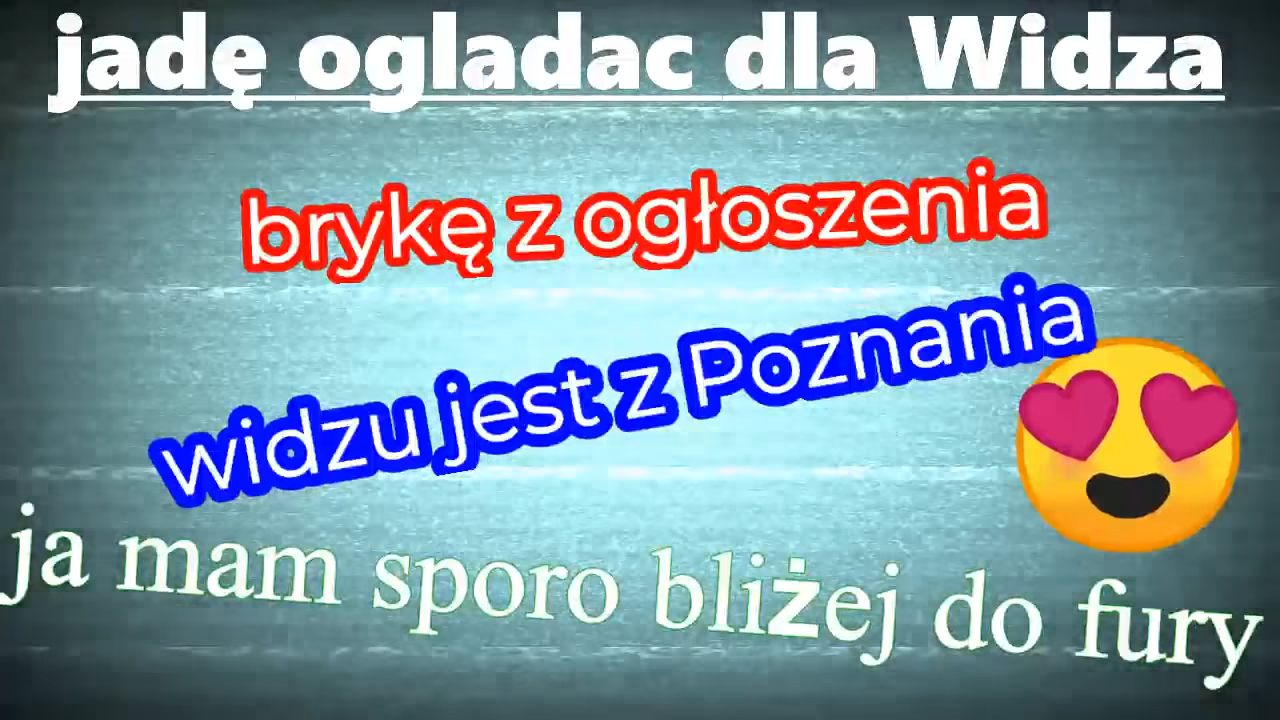 jadę ogladac dla Widza
brykę z ogłoszenia
widzu jest z Poznania
ja mam sporo bliżej do fury